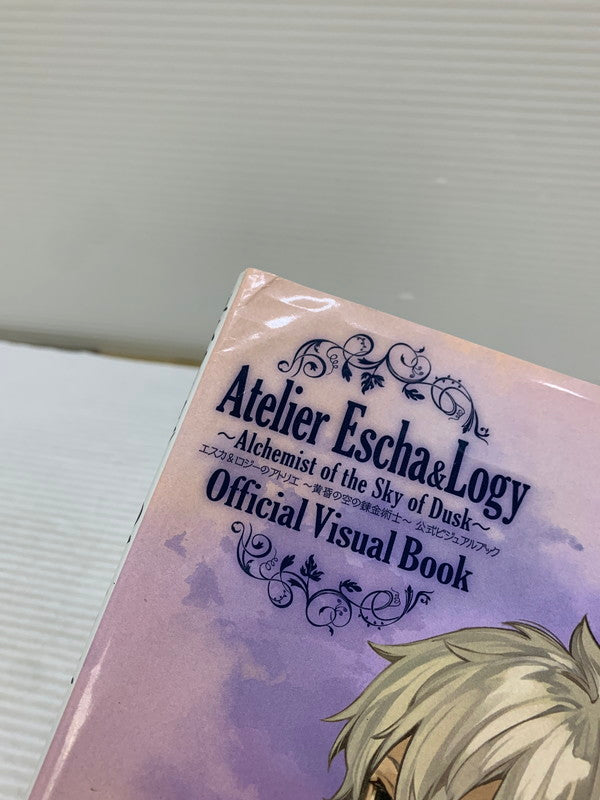 Atelier Escha&Logy
～Alchemist of the Sky of Dusk～
エスカ＆ロジーのアトリエ ～黄昏の空の錬金術士～ 公式ビジュアルブック
Official Visual Book